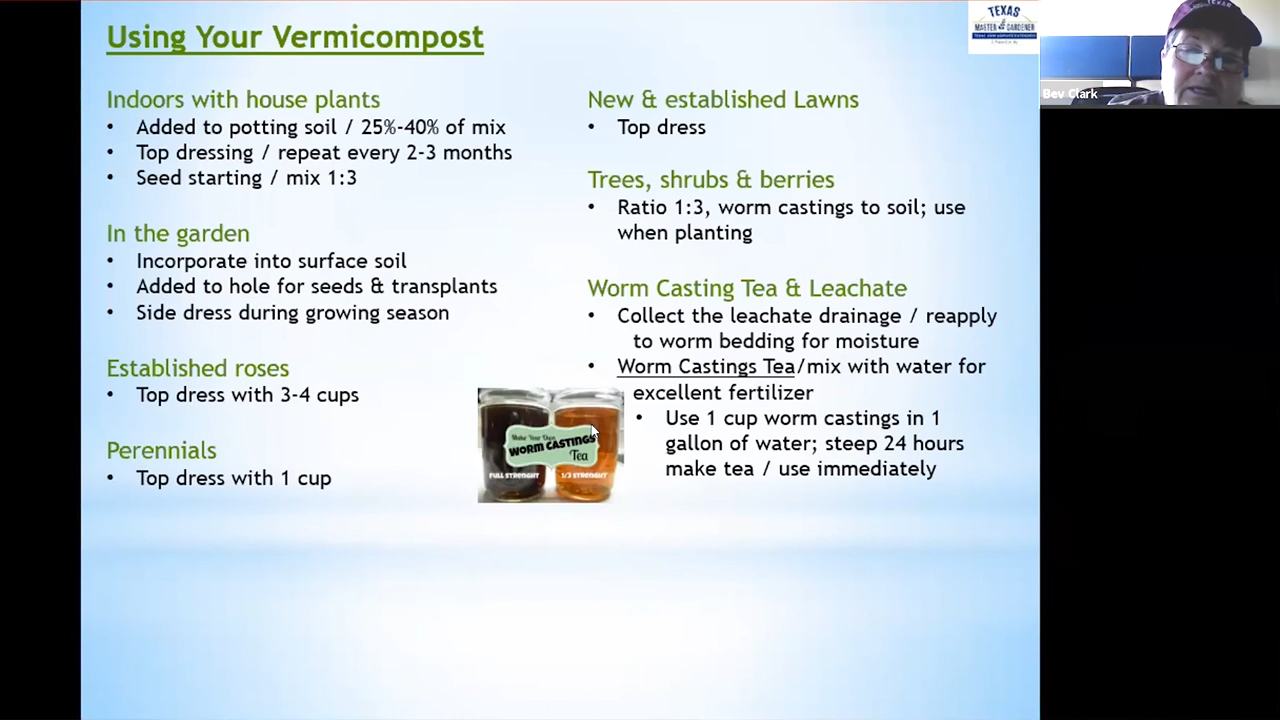 Using Your Vermicompost
Indoors with house plants
• Added to potting soil / 25%-40% of mix
• Top dressing / repeat every 2-3 months
• Seed starting / mix 1:3
In the garden
• Incorporate into surface soil
• Added to hole for seeds & transplants
• Side dress during growing season
Established roses
• Top dress with 3-4 cups
Perennials
• Top dress with 1 cup
New & established Lawns
• Top dress
Trees, shrubs & berries
• Ratio 1:3, worm castings to soil; use
when planting
Worm Casting Tea & Leachate
• Collect the leachate drainage / reapply
to worm bedding for moisture
• Worm Castings Tea/mix with water for
excellent fertilizer
• Use 1 cup worm castings in 1
gallon of water; steep 24 hours
make tea / use immediately
Make Your Own
WORM CASTINGS
Tea
FULL STRENGHT
1/3 STRENGHT
TEXAS
MASTER GARDENER
TEXAS
Bev Clark